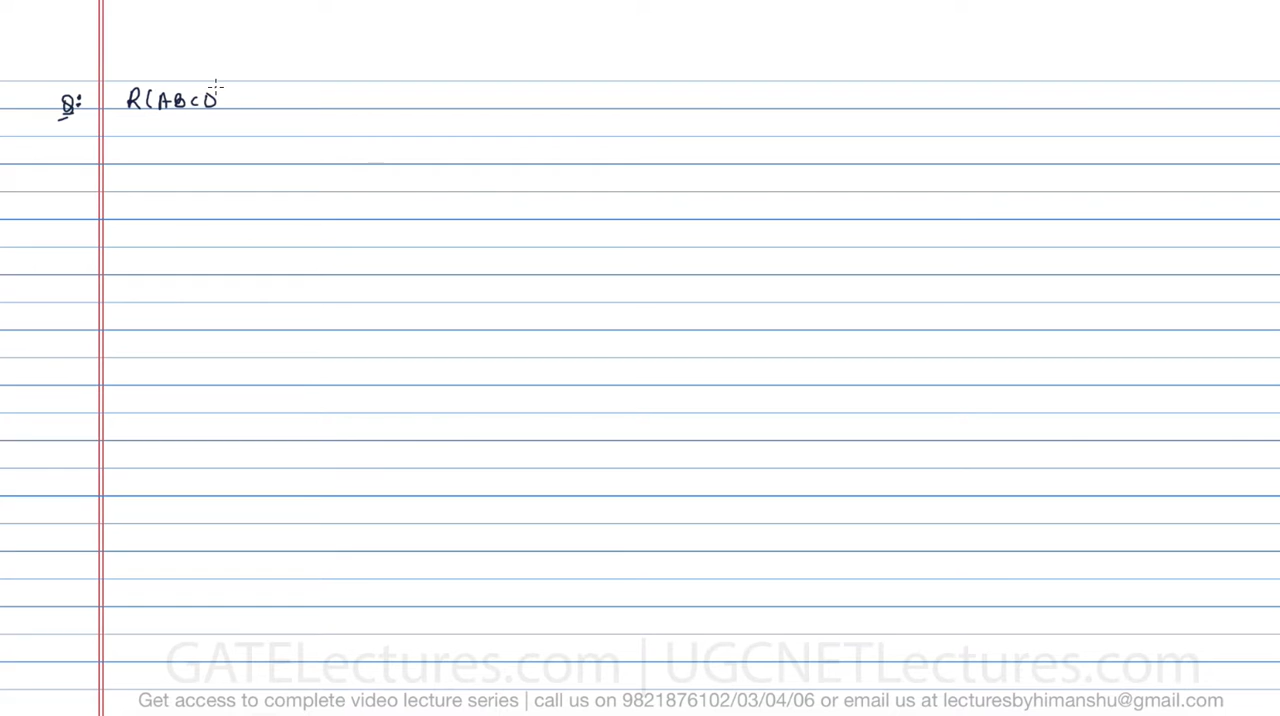 Q: R(ABCD
GATELectures.com | UGCNETLectures.com
Get access to complete video lecture series | call us on 9821876102/03/04/06 or email us at lecturesbyhimanshu@gmail.com